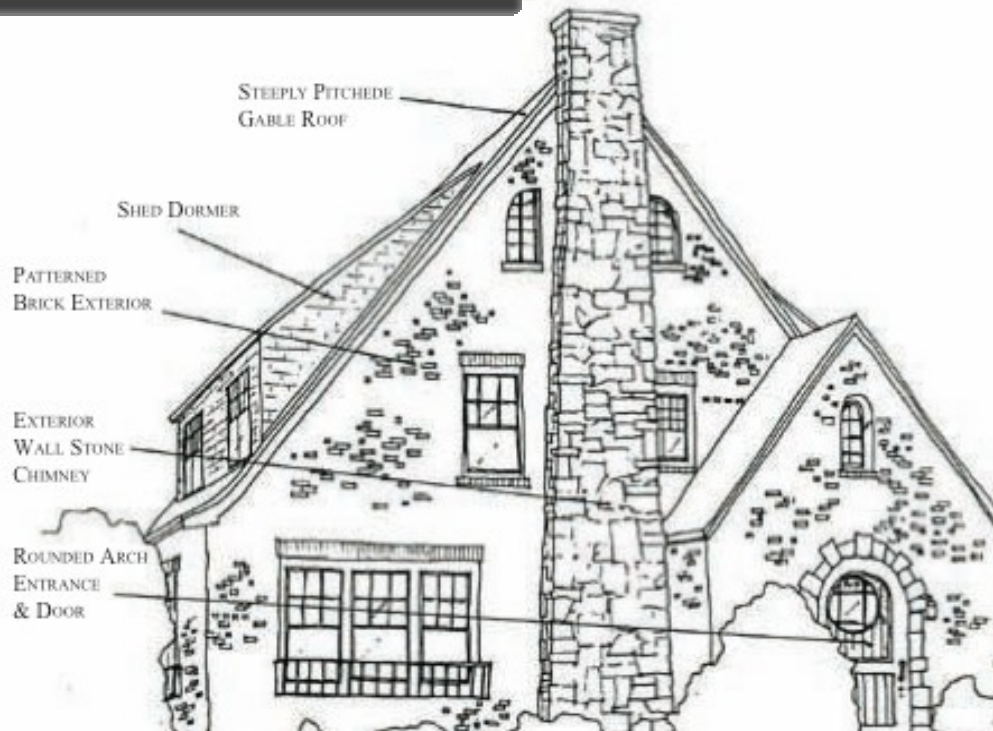 STEEPLY PITCHEDE
GABLE ROOF
SHED DORMER
PATTERNED
BRICK EXTERIOR
EXTERIOR
WALL STONE
CHIMNEY
ROUNDED ARCH
ENTRANCE
& DOOR